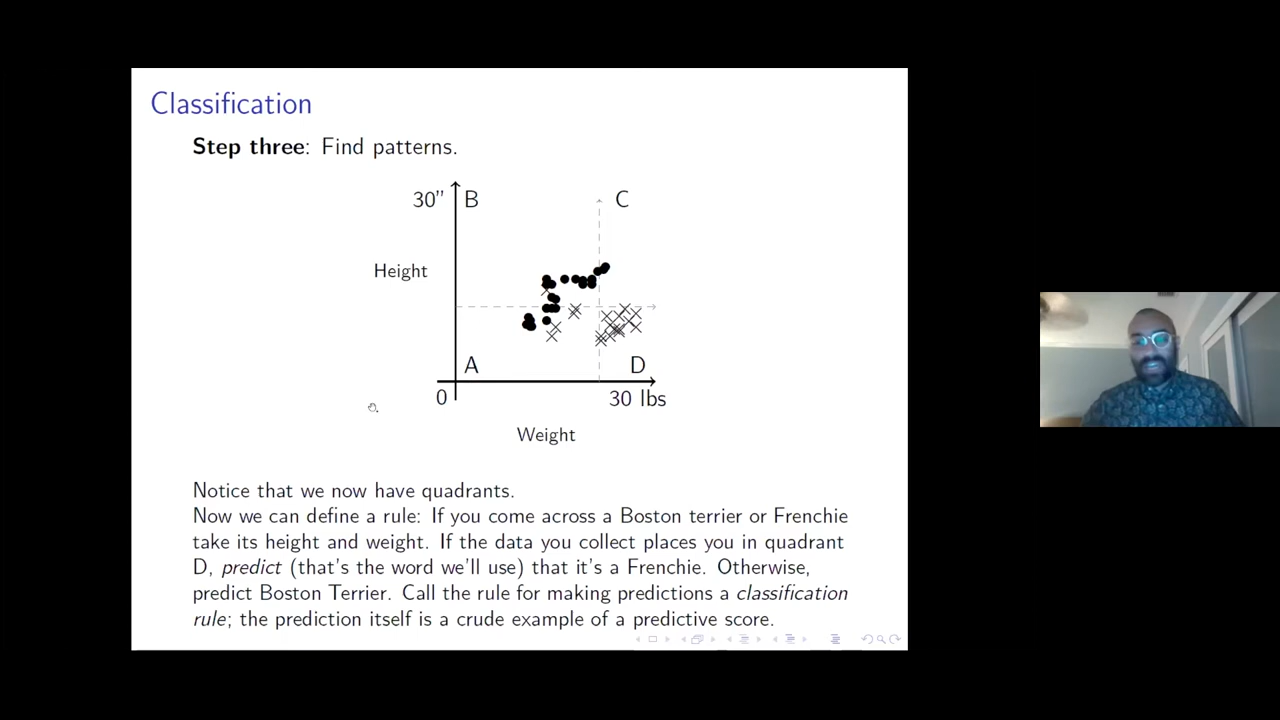 Classification
Step three: Find patterns.
30”
B
C
Height
A
D
0
30 lbs
Weight
Notice that we now have quadrants.
Now we can define a rule: If you come across a Boston terrier or Frenchie
take its height and weight. If the data you collect places you in quadrant
D, predict (that's the word we'll use) that it's a Frenchie. Otherwise,
predict Boston Terrier. Call the rule for making predictions a classification
rule; the prediction itself is a crude example of a predictive score.